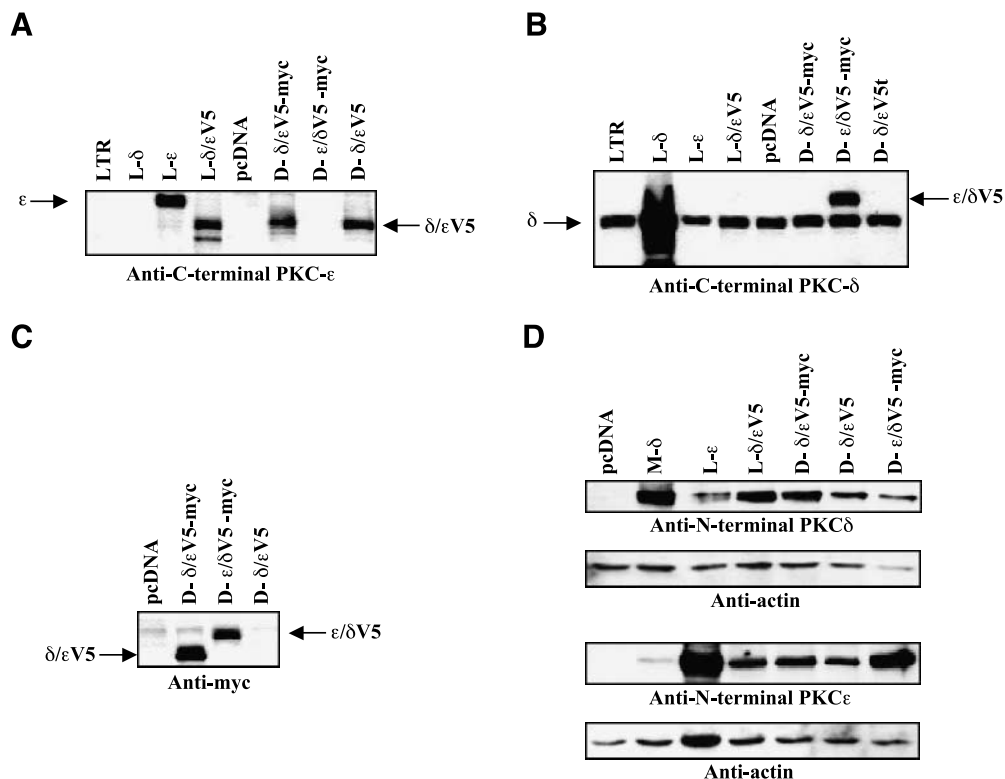 A
LTR
L-δ
L-ε
L-δ/εV5
pcDNA
D- δ/εV5-myc
D- ε/δV5 -myc
D- δ/εV5
ε
δ/εV5
Anti-C-terminal PKC-ε
B
LTR
L-δ
L-ε
L-δ/εV5
pcDNA
D- δ/εV5-myc
D- ε/δV5 -myc
D- δ/εV5t
δ
ε/δV5
Anti-C-terminal PKC-δ
C
pcDNA
D- δ/εV5-myc
D- ε/δV5 -myc
D- δ/εV5
δ/εV5
ε/δV5
Anti-myc
D
pcDNA
M-δ
L-ε
L-δ/εV5
D- δ/εV5-myc
D- δ/εV5
D- ε/δV5 -myc
Anti-N-terminal PKCδ
Anti-actin
Anti-N-terminal PKCε
Anti-actin